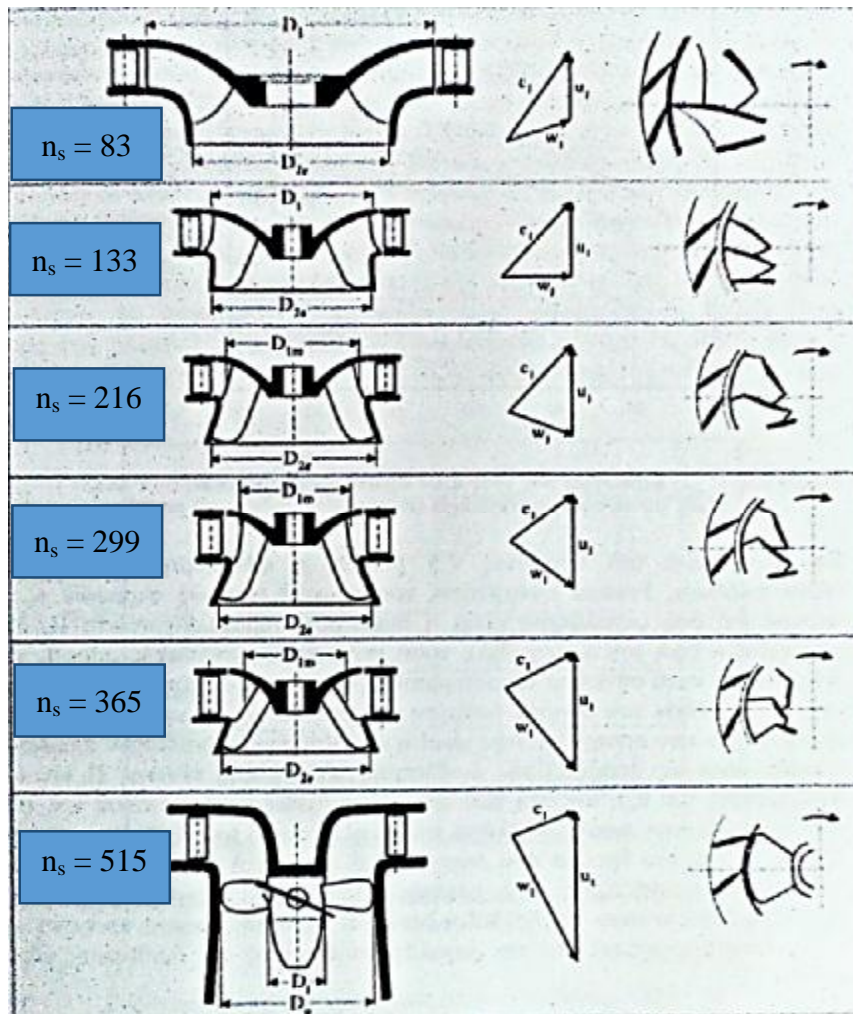 D₁
c₁ u₁ w₁
nₛ = 83
D₂ₑ
D₁
c₁ u₁ w₁
nₛ = 133
D₂ₑ
D₁ₘ
c₁ u₁ w₁
nₛ = 216
D₂ₑ
D₁ₘ
c₁ u₁ w₁
nₛ = 299
D₂ₑ
D₁ₘ
c₁ u₁ w₁
nₛ = 365
D₂ₑ
c₁ u₁ w₁
nₛ = 515
Dᵢ
Dₑ